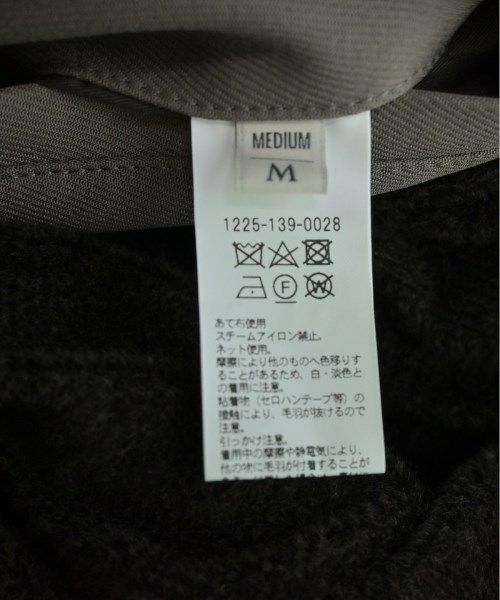 MEDIUM
M
1225-139-0028
F
W
あて布使用
スチームアイロン禁止。
ネット使用。
摩擦により他のものへ色移りす
ることがあるため、白・淡色と
の着用に注意。
粘着物（セロハンテープ等）の
接触により、毛羽が抜けるので
注意。
引っかけ注意。
着用中の摩擦や静電気により、
他の物に毛羽が付着することが